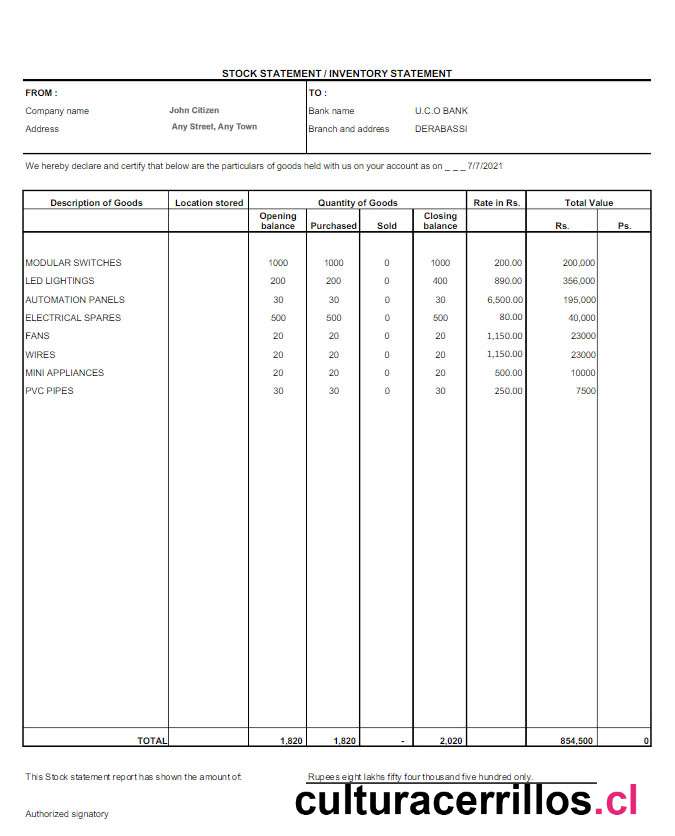 STOCK STATEMENT / INVENTORY STATEMENT
FROM : TO :
Company name John Citizen Bank name U.C.O BANK
Address Any Street, Any Town Branch and address DERABASSI
We hereby declare and certify that below are the particulars of goods held with us on your account as on _ _ _ 7/7/2021
Description of Goods Location stored Quantity of Goods Rate in Rs. Total Value
Opening balance Purchased Sold Closing balance Rs. Ps.
MODULAR SWITCHES 1000 1000 0 1000 200.00 200,000
LED LIGHTINGS 200 200 0 400 890.00 356,000
AUTOMATION PANELS 30 30 0 30 6,500.00 195,000
ELECTRICAL SPARES 500 500 0 500 80.00 40,000
FANS 20 20 0 20 1,150.00 23000
WIRES 20 20 0 20 1,150.00 23000
MINI APPLIANCES 20 20 0 20 500.00 10000
PVC PIPES 30 30 0 30 250.00 7500
TOTAL 1,820 1,820 - 2,020 854,500 0
This Stock statement report has shown the amount of: Rupees eight lakhs fifty four thousand five hundred only.
Authorized signatory
culturacerrillos.cl